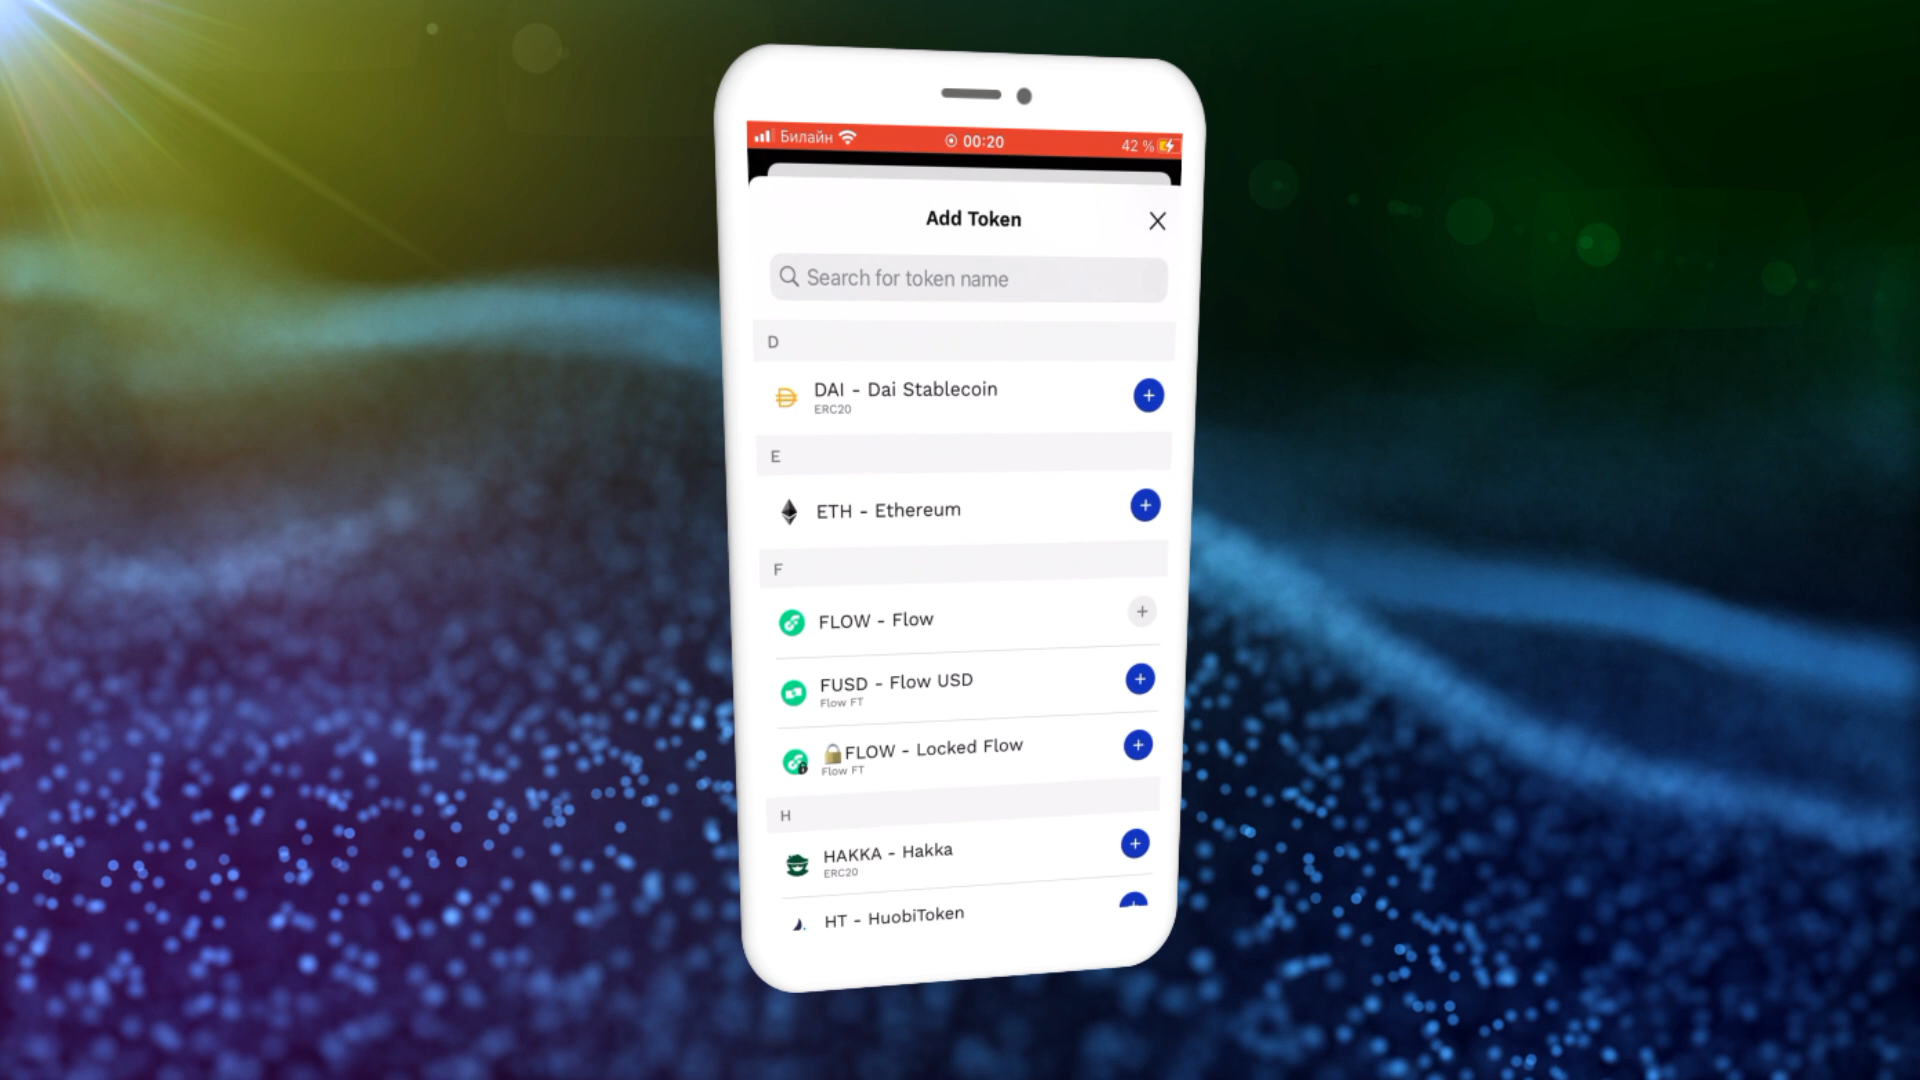 Билайн 00:20 42 %
Add Token
Search for token name
D
DAI - Dai Stablecoin
ERC20
E
ETH - Ethereum
F
FLOW - Flow
FUSD - Flow USD
Flow FT
🔒FLOW - Locked Flow
Flow FT
H
HAKKA - Hakka
ERC20
HT - HuobiToken